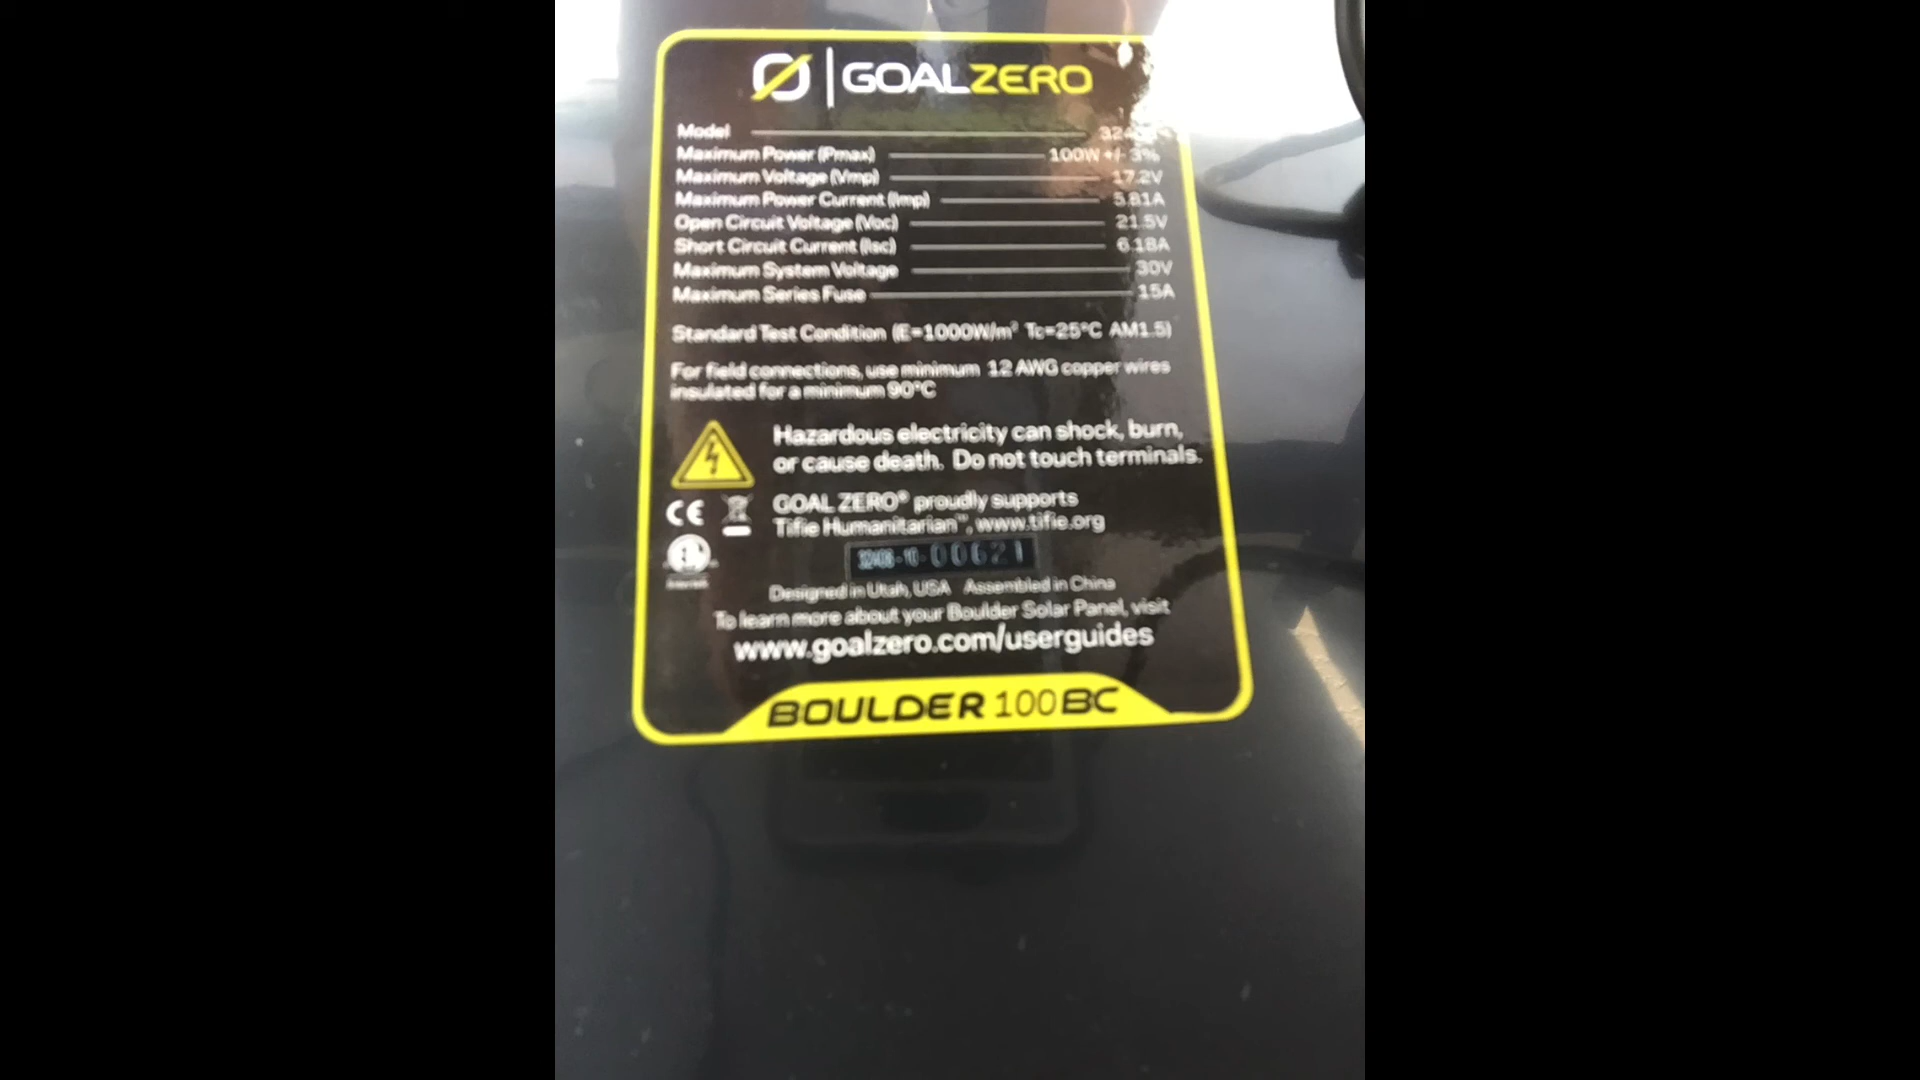 GOALZERO
Model
Maximum Power (Pmax) 100W +/- 3%
Maximum Voltage (Vmp) 17.2V
Maximum Power Current (Imp) 5.81A
Open Circuit Voltage (Voc) 21.5V
Short Circuit Current (Isc) 6.18A
Maximum System Voltage 30V
Maximum Series Fuse 15A
Standard Test Condition (E=1000W/m² Tc=25°C AM1.5)
For field connections, use minimum 12 AWG copper wires
insulated for a minimum 90°C
Hazardous electricity can shock, burn,
or cause death. Do not touch terminals.
CE
GOAL ZERO® proudly supports
Tifie Humanitarian™, www.tifie.org
Designed in Utah, USA Assembled in China
To learn more about your Boulder Solar Panel, visit
www.goalzero.com/userguides
BOULDER 100 BC